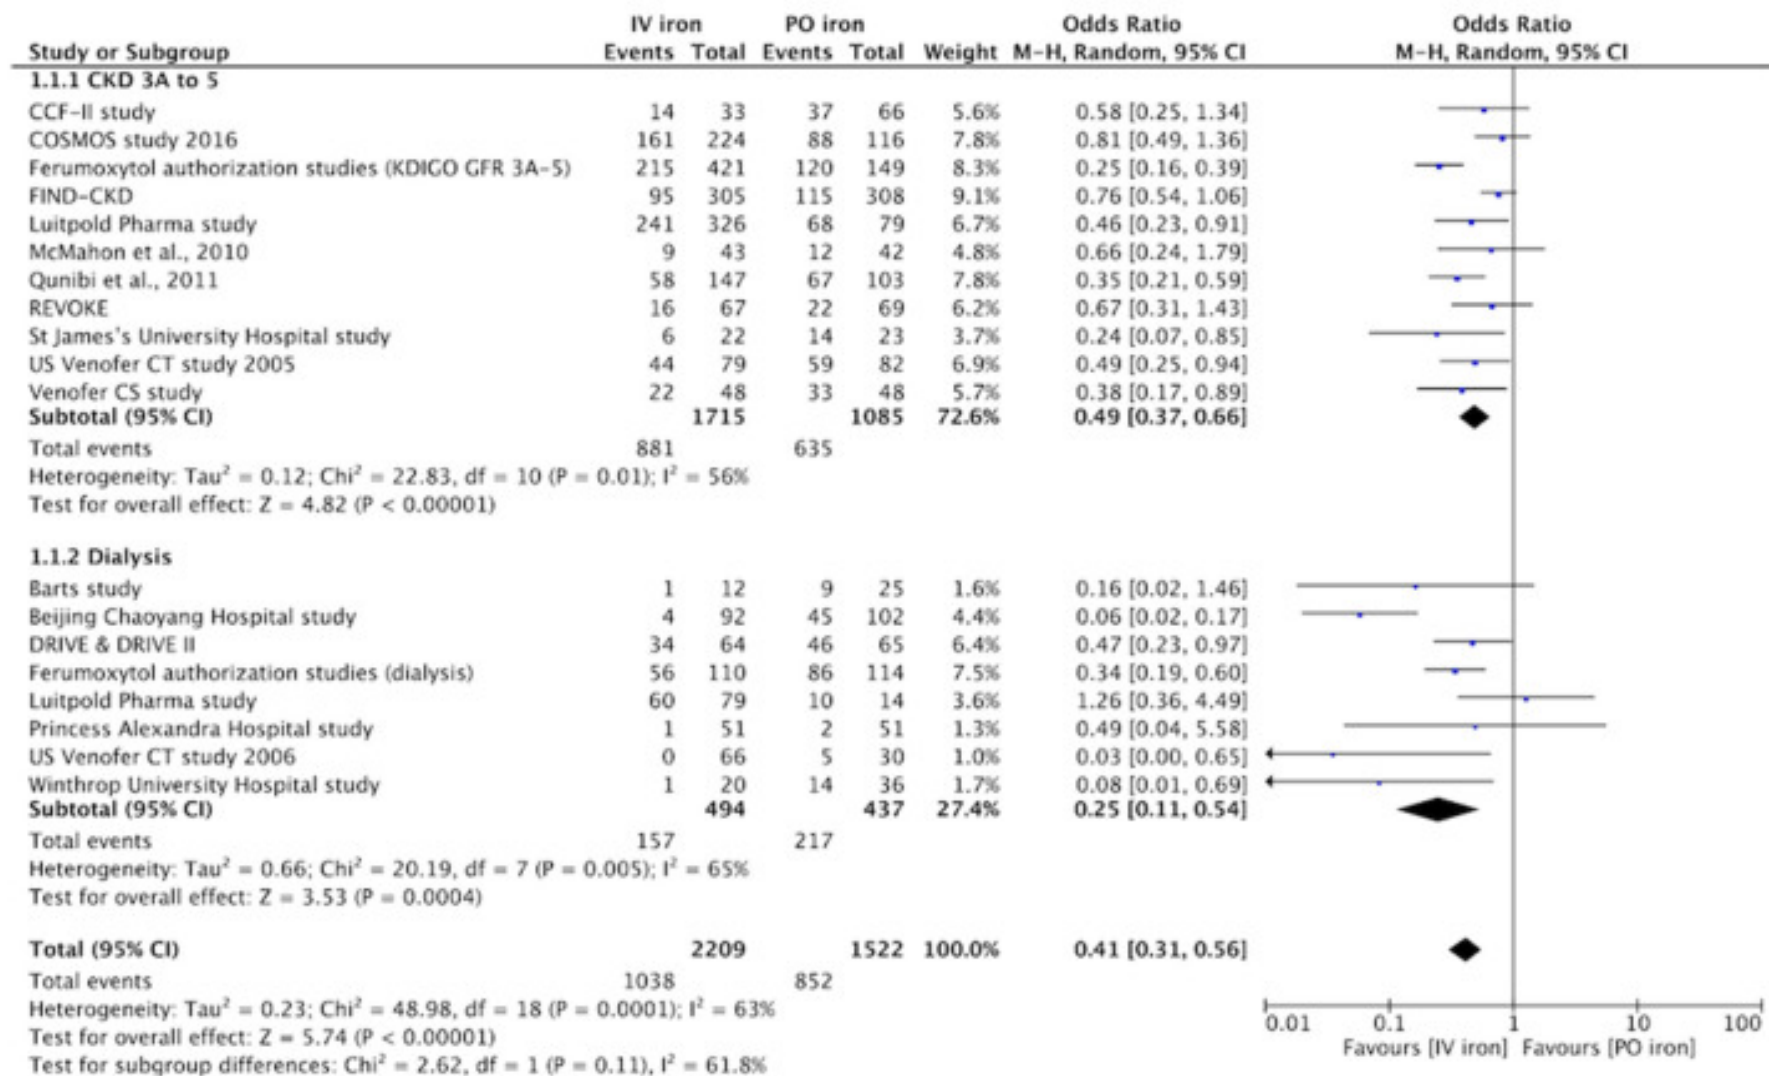 IV iron PO iron Odds Ratio Odds Ratio
Study or Subgroup Events Total Events Total Weight M-H, Random, 95% CI M-H, Random, 95% CI
1.1.1 CKD 3A to 5
CCF-II study 14 33 37 66 5.6% 0.58 [0.25, 1.34]
COSMOS study 2016 161 224 88 116 7.8% 0.81 [0.49, 1.36]
Ferumoxytol authorization studies (KDIGO GFR 3A-5) 215 421 120 149 8.3% 0.25 [0.16, 0.39]
FIND-CKD 95 305 115 308 9.1% 0.76 [0.54, 1.06]
Luitpold Pharma study 241 326 68 79 6.7% 0.46 [0.23, 0.91]
McMahon et al., 2010 9 43 12 42 4.8% 0.66 [0.24, 1.79]
Qunibi et al., 2011 58 147 67 103 7.8% 0.35 [0.21, 0.59]
REVOKE 16 67 22 69 6.2% 0.67 [0.31, 1.43]
St James's University Hospital study 6 22 14 23 3.7% 0.24 [0.07, 0.85]
US Venofer CT study 2005 44 79 59 82 6.9% 0.49 [0.25, 0.94]
Venofer CS study 22 48 33 48 5.7% 0.38 [0.17, 0.89]
Subtotal (95% CI) 1715 1085 72.6% 0.49 [0.37, 0.66]
Total events 881 635
Heterogeneity: Tau² = 0.12; Chi² = 22.83, df = 10 (P = 0.01); I² = 56%
Test for overall effect: Z = 4.82 (P < 0.00001)
1.1.2 Dialysis
Barts study 1 12 9 25 1.6% 0.16 [0.02, 1.46]
Beijing Chaoyang Hospital study 4 92 45 102 4.4% 0.06 [0.02, 0.17]
DRIVE & DRIVE II 34 64 46 65 6.4% 0.47 [0.23, 0.97]
Ferumoxytol authorization studies (dialysis) 56 110 86 114 7.5% 0.34 [0.19, 0.60]
Luitpold Pharma study 60 79 10 14 3.6% 1.26 [0.36, 4.49]
Princess Alexandra Hospital study 1 51 2 51 1.3% 0.49 [0.04, 5.58]
US Venofer CT study 2006 0 66 5 30 1.0% 0.03 [0.00, 0.65]
Winthrop University Hospital study 1 20 14 36 1.7% 0.08 [0.01, 0.69]
Subtotal (95% CI) 494 437 27.4% 0.25 [0.11, 0.54]
Total events 157 217
Heterogeneity: Tau² = 0.66; Chi² = 20.19, df = 7 (P = 0.005); I² = 65%
Test for overall effect: Z = 3.53 (P = 0.0004)
Total (95% CI) 2209 1522 100.0% 0.41 [0.31, 0.56]
Total events 1038 852
Heterogeneity: Tau² = 0.23; Chi² = 48.98, df = 18 (P = 0.0001); I² = 63%
Test for overall effect: Z = 5.74 (P < 0.00001)
Test for subgroup differences: Chi² = 2.62, df = 1 (P = 0.11), I² = 61.8%
0.01 0.1 1 10 100
Favours [IV iron] Favours [PO iron]